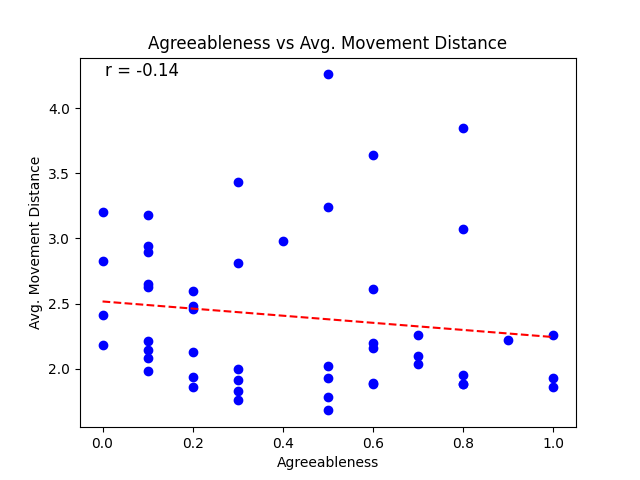 Agreeableness vs Avg. Movement Distance
r = -0.14
Avg. Movement Distance
4.0
3.5
3.0
2.5
2.0
0.0 0.2 0.4 0.6 0.8 1.0
Agreeableness